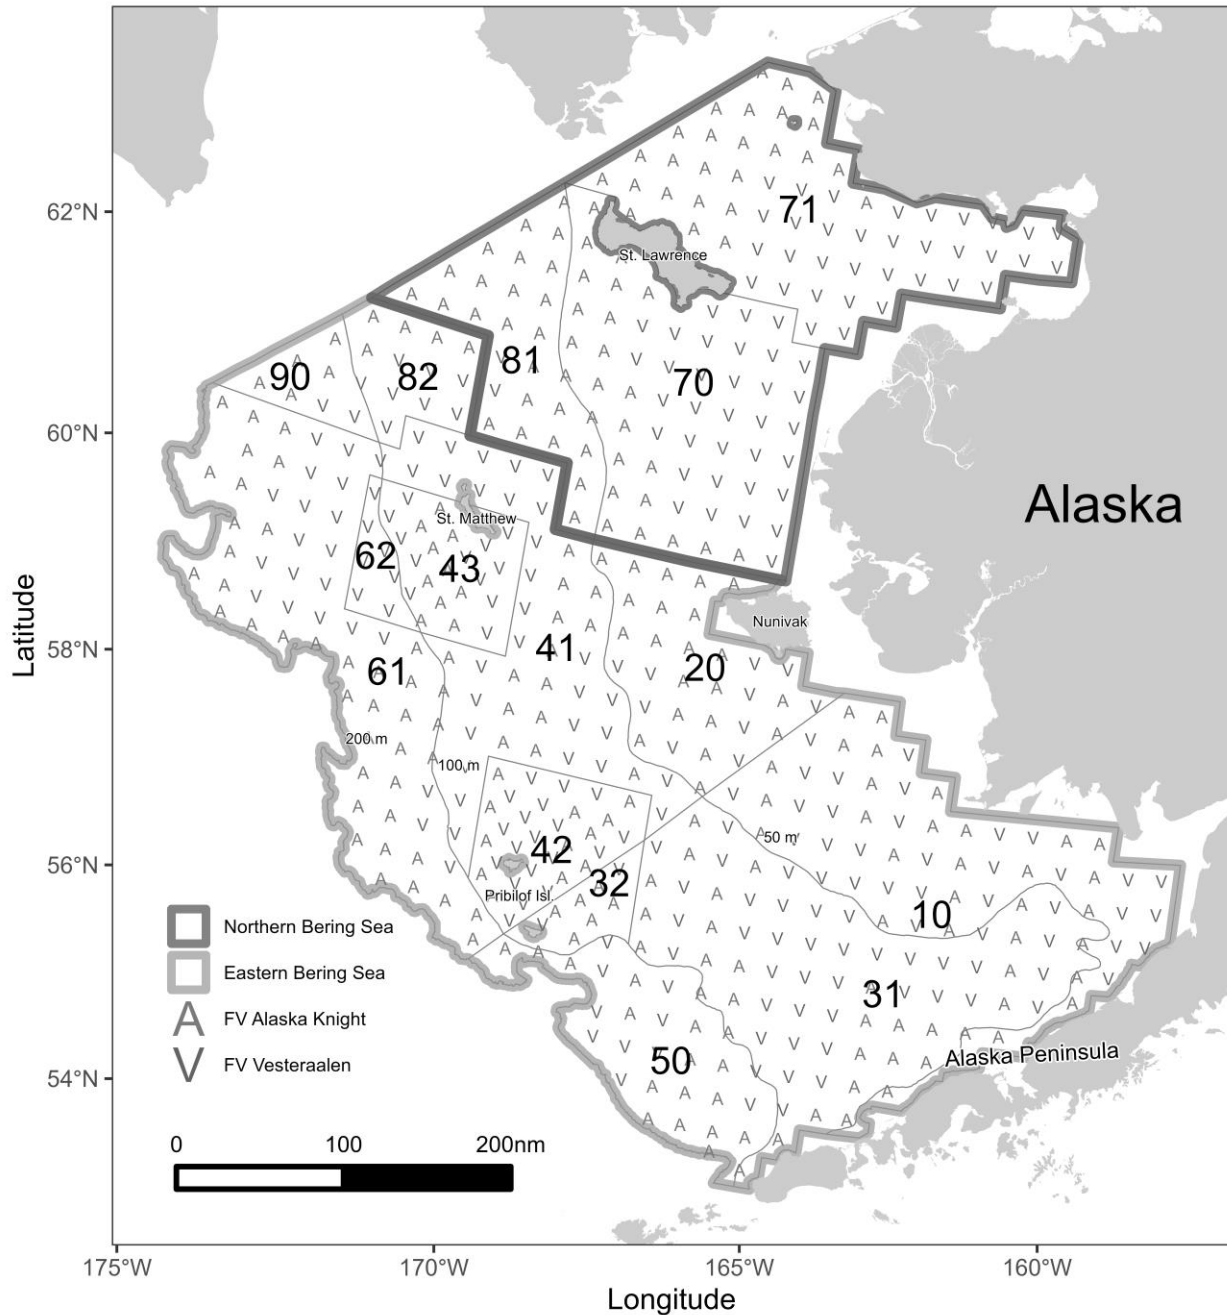 62°N
60°N
58°N
56°N
54°N
Latitude
175°W
170°W
165°W
160°W
Longitude
71
St. Lawrence
81
70
90
82
Alaska
St. Matthew
62
43
Nunivak
41
61
20
200 m
100 m
50 m
42
32
Pribilof Isl.
10
31
50
Alaska Peninsula
Northern Bering Sea
Eastern Bering Sea
A FV Alaska Knight
V FV Vesteraalen
0 100 200nm